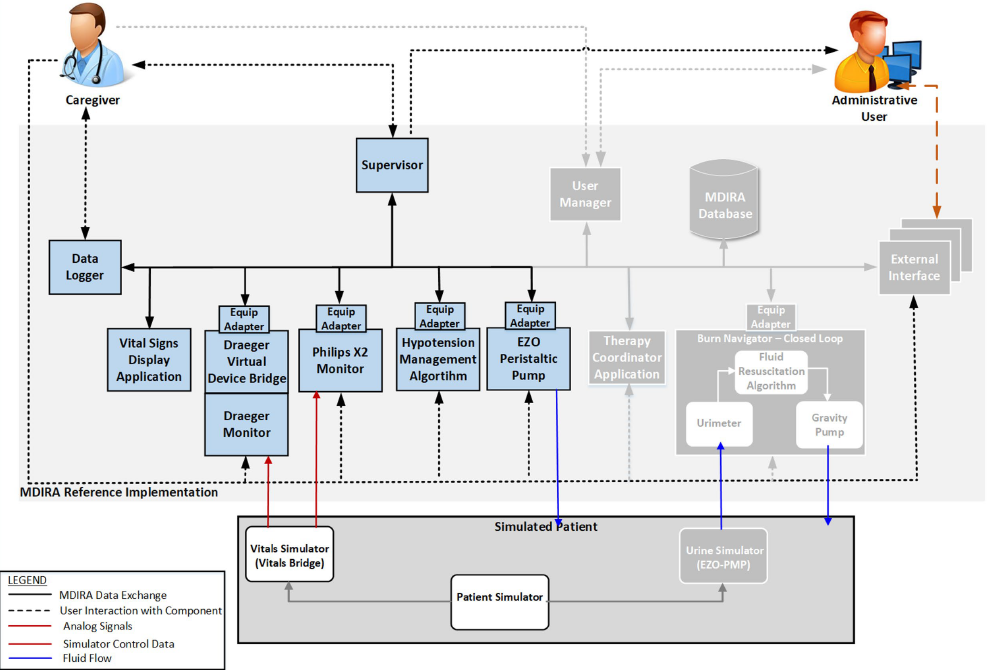 Caregiver
Administrative
User
Supervisor
User
Manager
MDIRA
Database
Data
Logger
External
Interface
Equip
Adapter
Equip
Adapter
Equip
Adapter
Equip
Adapter
Equip
Adapter
Vital Signs
Display
Application
Draeger
Virtual
Device Bridge
Philips X2
Monitor
Hypotension
Management
Algortihm
EZO
Peristaltic
Pump
Therapy
Coordinator
Application
Burn Navigator – Closed Loop
Fluid
Resuscitation
Algorithm
Urimeter
Gravity
Pump
Draeger
Monitor
MDIRA Reference Implementation
Simulated Patient
Vitals Simulator
(Vitals Bridge)
Urine Simulator
(EZO-PMP)
Patient Simulator
LEGEND
MDIRA Data Exchange
User Interaction with Component
Analog Signals
Simulator Control Data
Fluid Flow